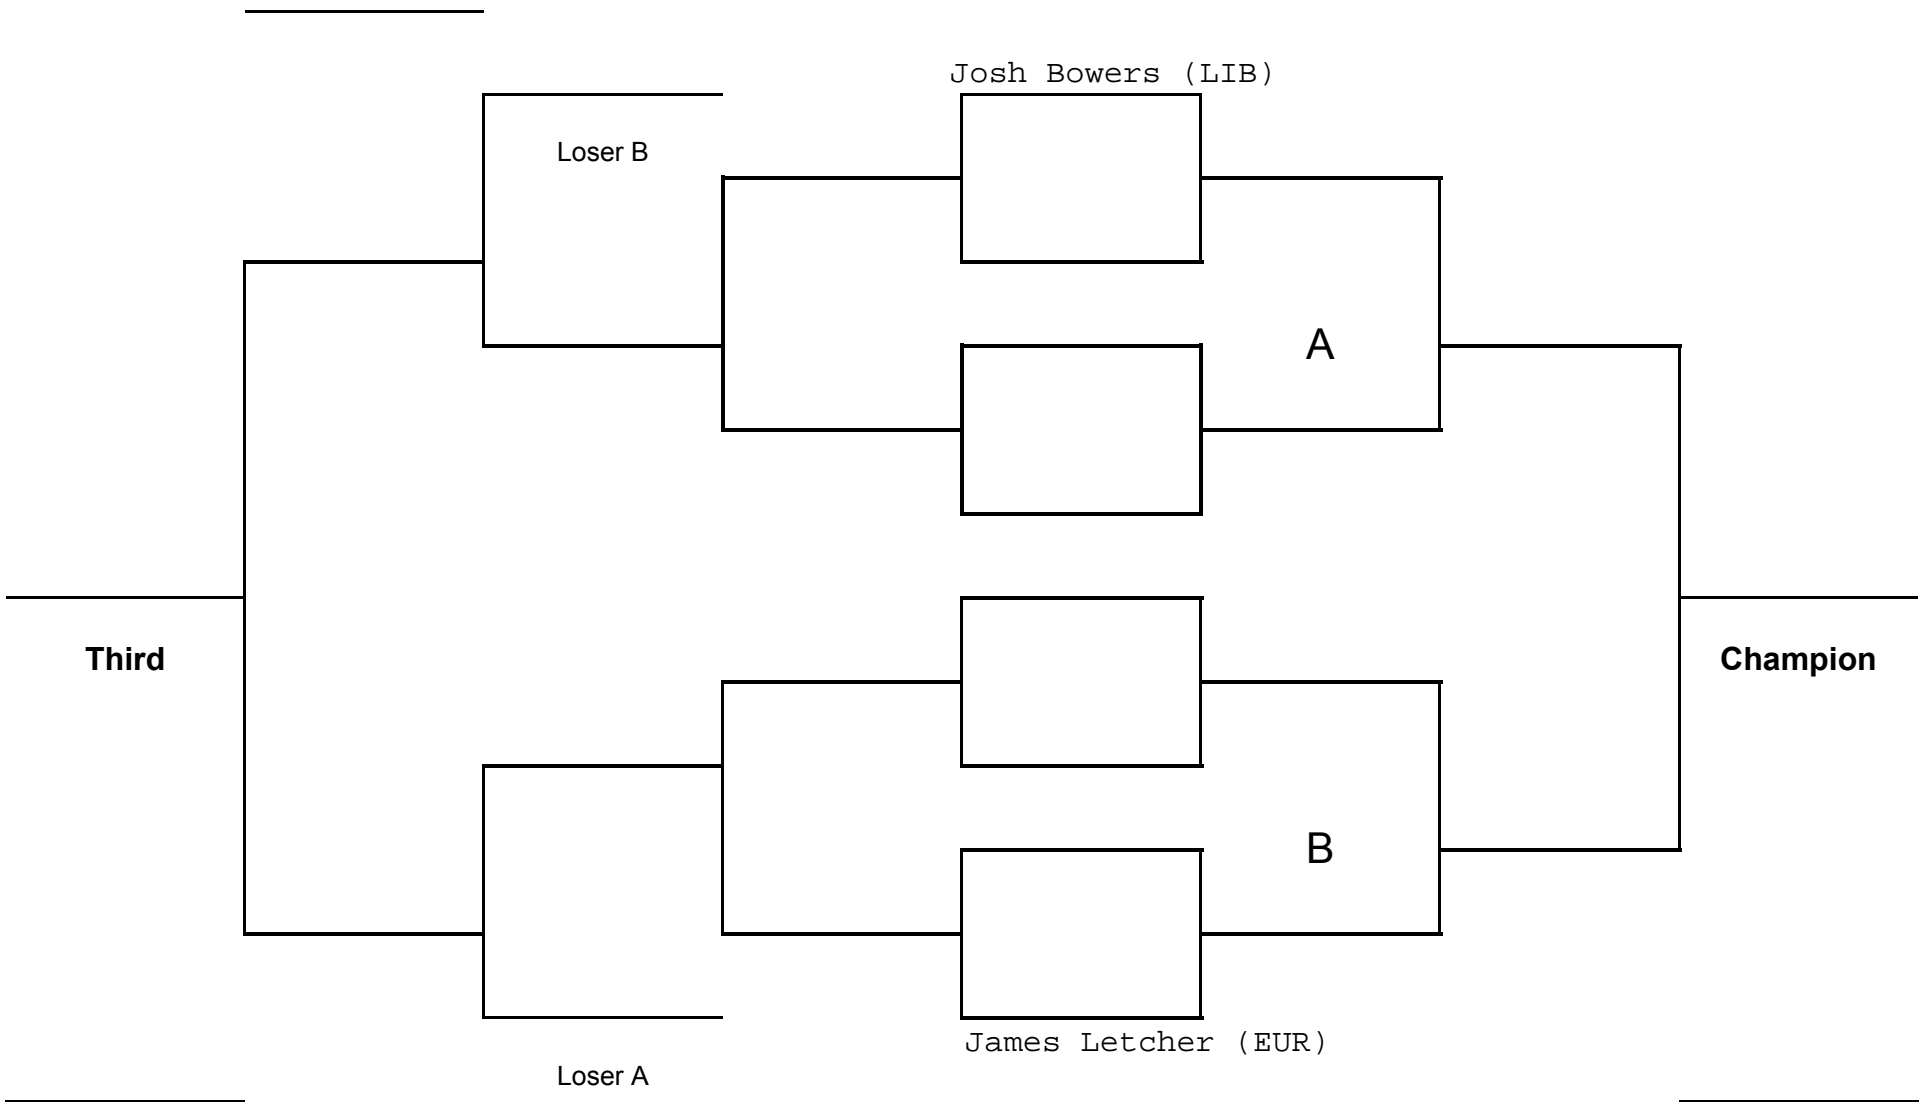 Josh Bowers (LIB)
Loser B
A
Third
Champion
B
James Letcher (EUR)
Loser A